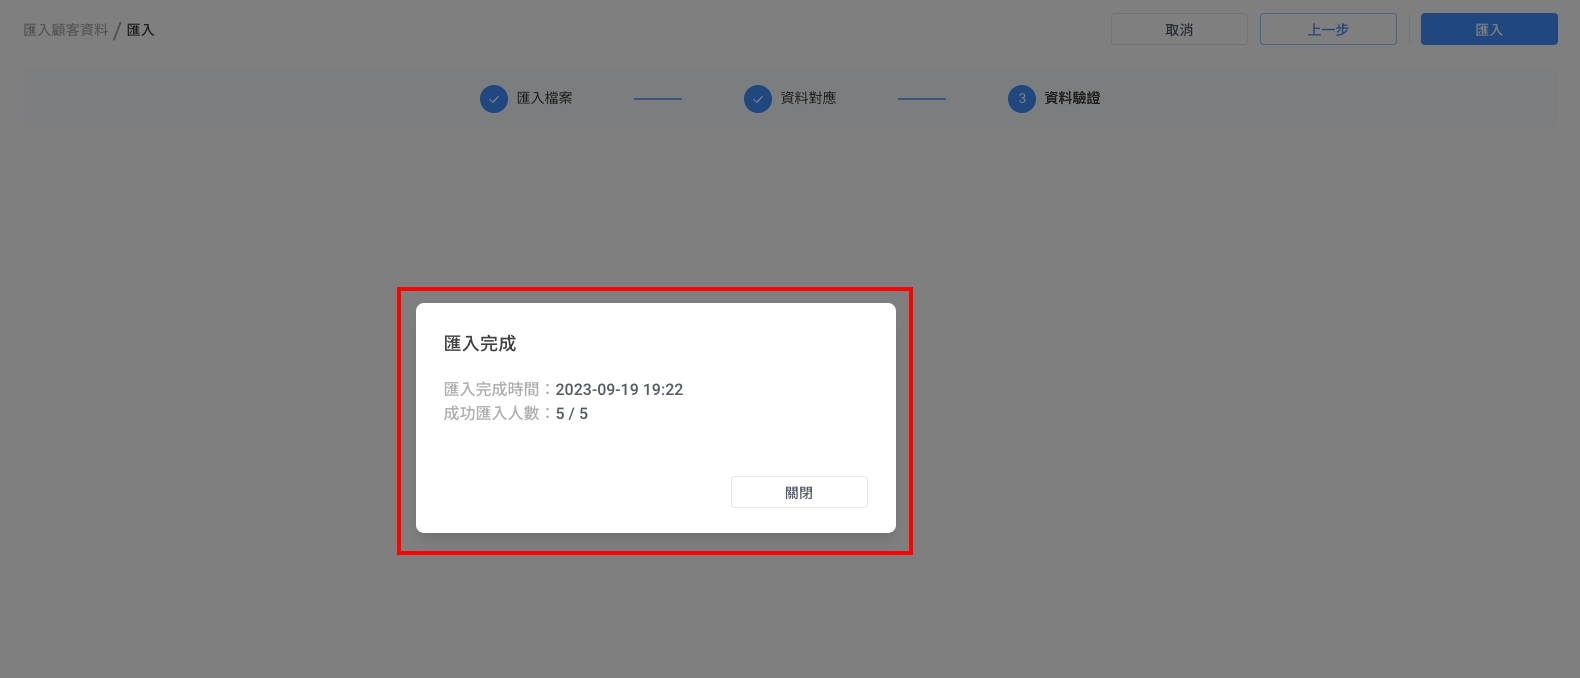 匯入顧客資料 / 匯入
取消
上一步
匯入
匯入檔案
資料對應
3 資料驗證
匯入完成
匯入完成時間：2023-09-19 19:22
成功匯入人數：5 / 5
關閉